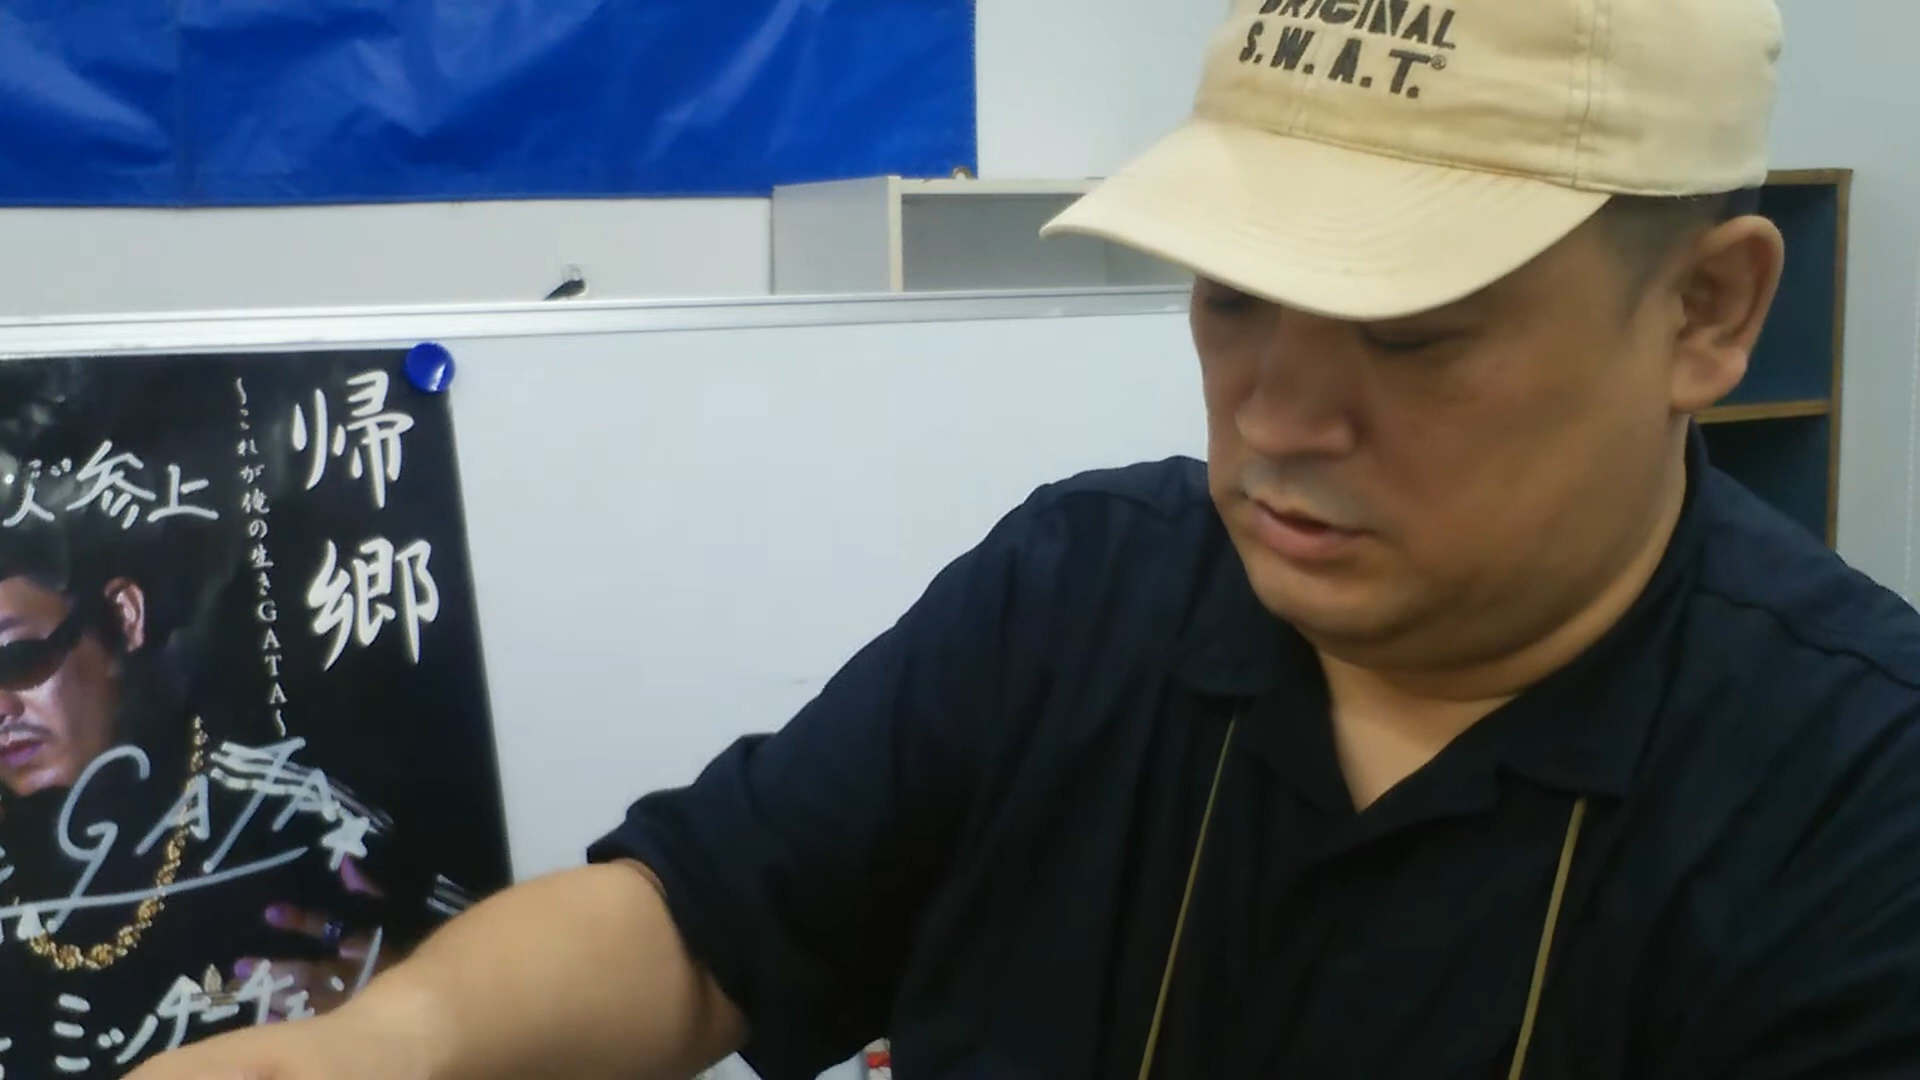 ORIGINAL
S.W.A.T.®
帰郷
～これが俺の生きGATA～
参上
GATA
ミッチーチェン